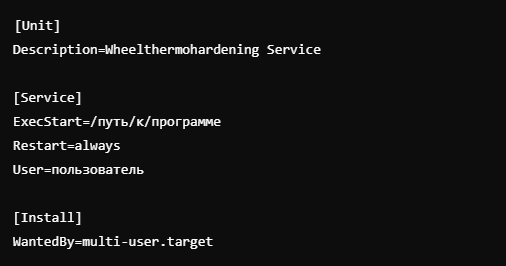 [Unit]
Description=Wheelthermohardening Service
[Service]
ExecStart=/путь/к/программе
Restart=always
User=пользователь
[Install]
WantedBy=multi-user.target